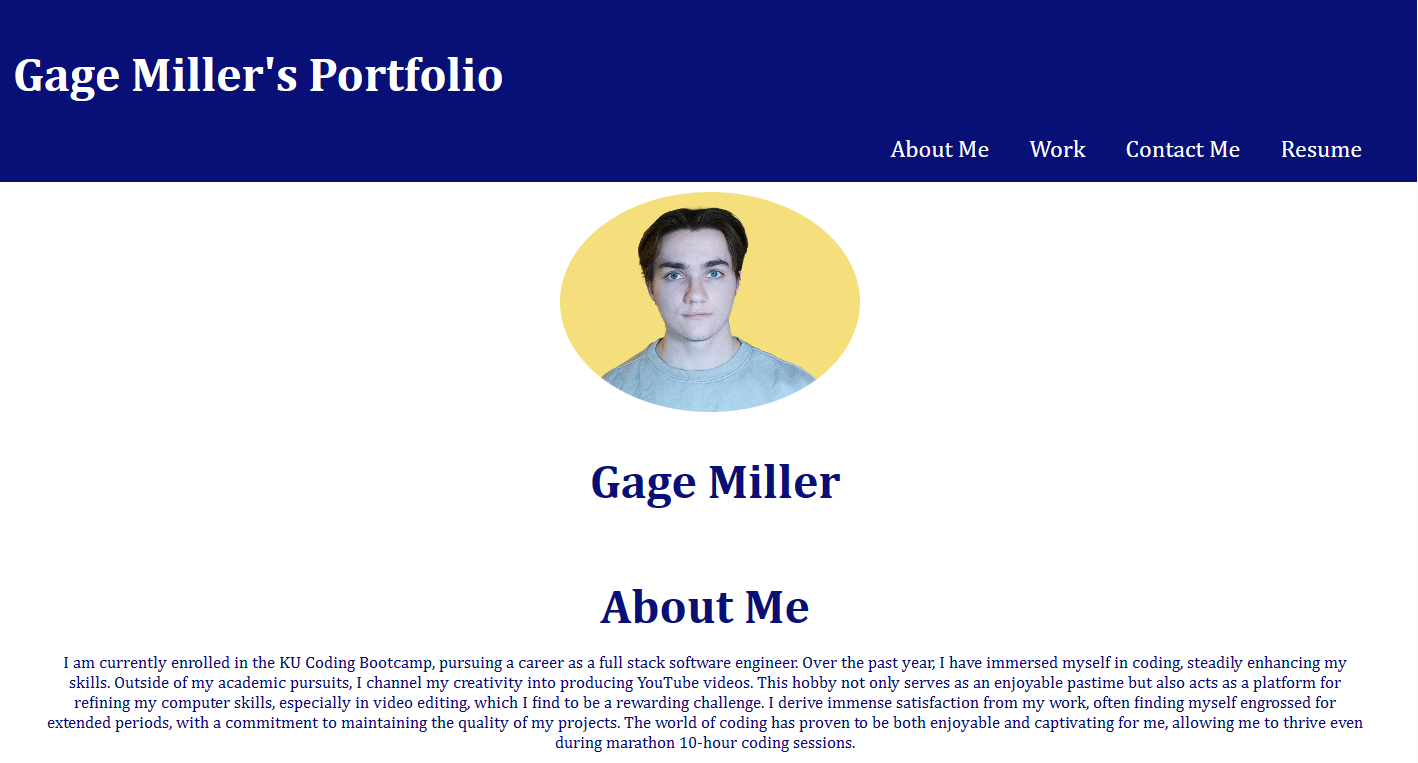 Gage Miller's Portfolio
About Me Work Contact Me Resume
Gage Miller
About Me
I am currently enrolled in the KU Coding Bootcamp, pursuing a career as a full stack software engineer. Over the past year, I have immersed myself in coding, steadily enhancing my
skills. Outside of my academic pursuits, I channel my creativity into producing YouTube videos. This hobby not only serves as an enjoyable pastime but also acts as a platform for
refining my computer skills, especially in video editing, which I find to be a rewarding challenge. I derive immense satisfaction from my work, often finding myself engrossed for
extended periods, with a commitment to maintaining the quality of my projects. The world of coding has proven to be both enjoyable and captivating for me, allowing me to thrive even
during marathon 10-hour coding sessions.